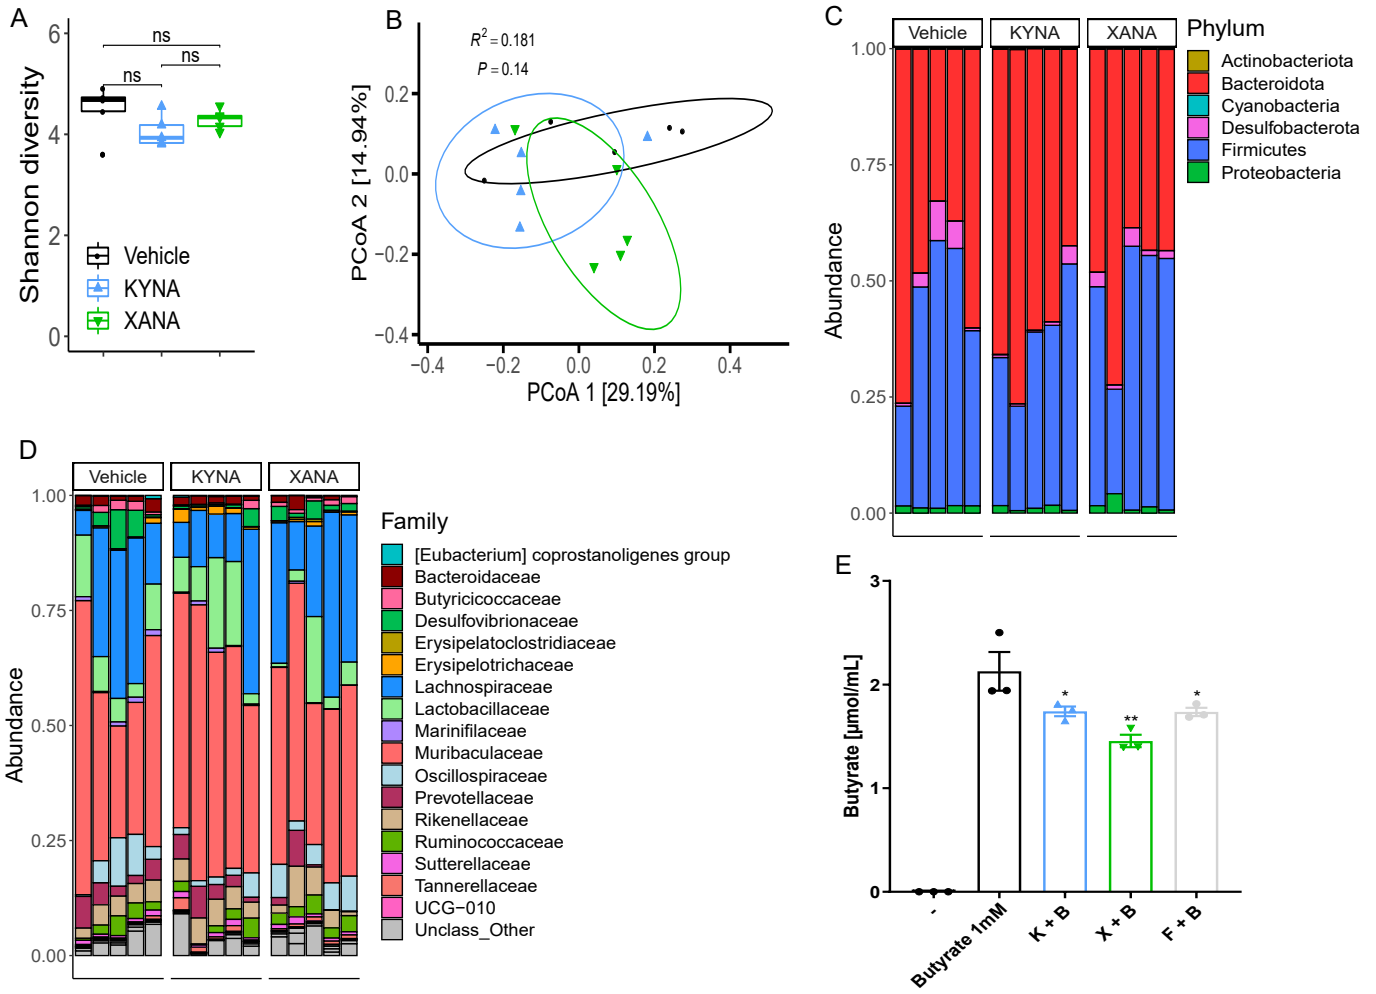 A
Shannon diversity
6
4
2
0
ns
ns
ns
Vehicle
KYNA
XANA
B
R² = 0.181
P = 0.14
PCoA 2 [14.94%]
0.2
0.0
−0.2
−0.4
−0.4
−0.2
0.0
0.2
0.4
PCoA 1 [29.19%]
C
Vehicle
KYNA
XANA
Abundance
1.00
0.75
0.50
0.25
0.00
Phylum
Actinobacteriota
Bacteroidota
Cyanobacteria
Desulfobacterota
Firmicutes
Proteobacteria
D
Vehicle
KYNA
XANA
Abundance
1.00
0.75
0.50
0.25
0.00
Family
[Eubacterium] coprostanoligenes group
Bacteroidaceae
Butyricicoccaceae
Desulfovibrionaceae
Erysipelatoclostridiaceae
Erysipelotrichaceae
Lachnospiraceae
Lactobacillaceae
Marinifilaceae
Muribaculaceae
Oscillospiraceae
Prevotellaceae
Rikenellaceae
Ruminococcaceae
Sutterellaceae
Tannerellaceae
UCG−010
Unclass_Other
E
Butyrate [µmol/mL]
3
2
1
0
*
**
*
-
Butyrate 1mM
K + B
X + B
F + B